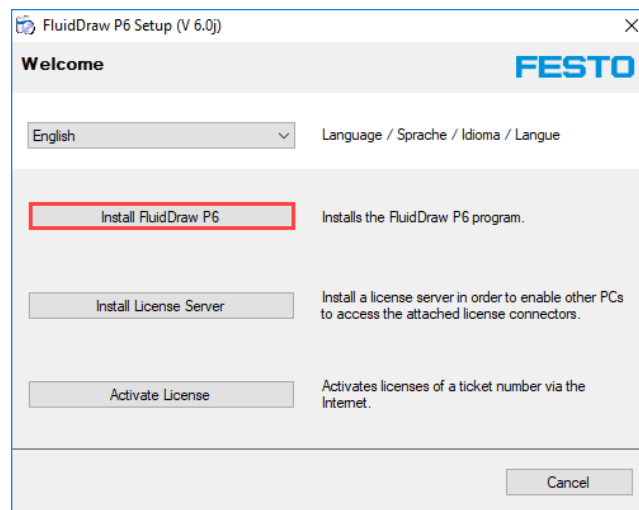 FluidDraw P6 Setup (V 6.0j)
Welcome
FESTO
English
Language / Sprache / Idioma / Langue
Install FluidDraw P6
Installs the FluidDraw P6 program.
Install License Server
Install a license server in order to enable other PCs
to access the attached license connectors.
Activate License
Activates licenses of a ticket number via the
Internet.
Cancel